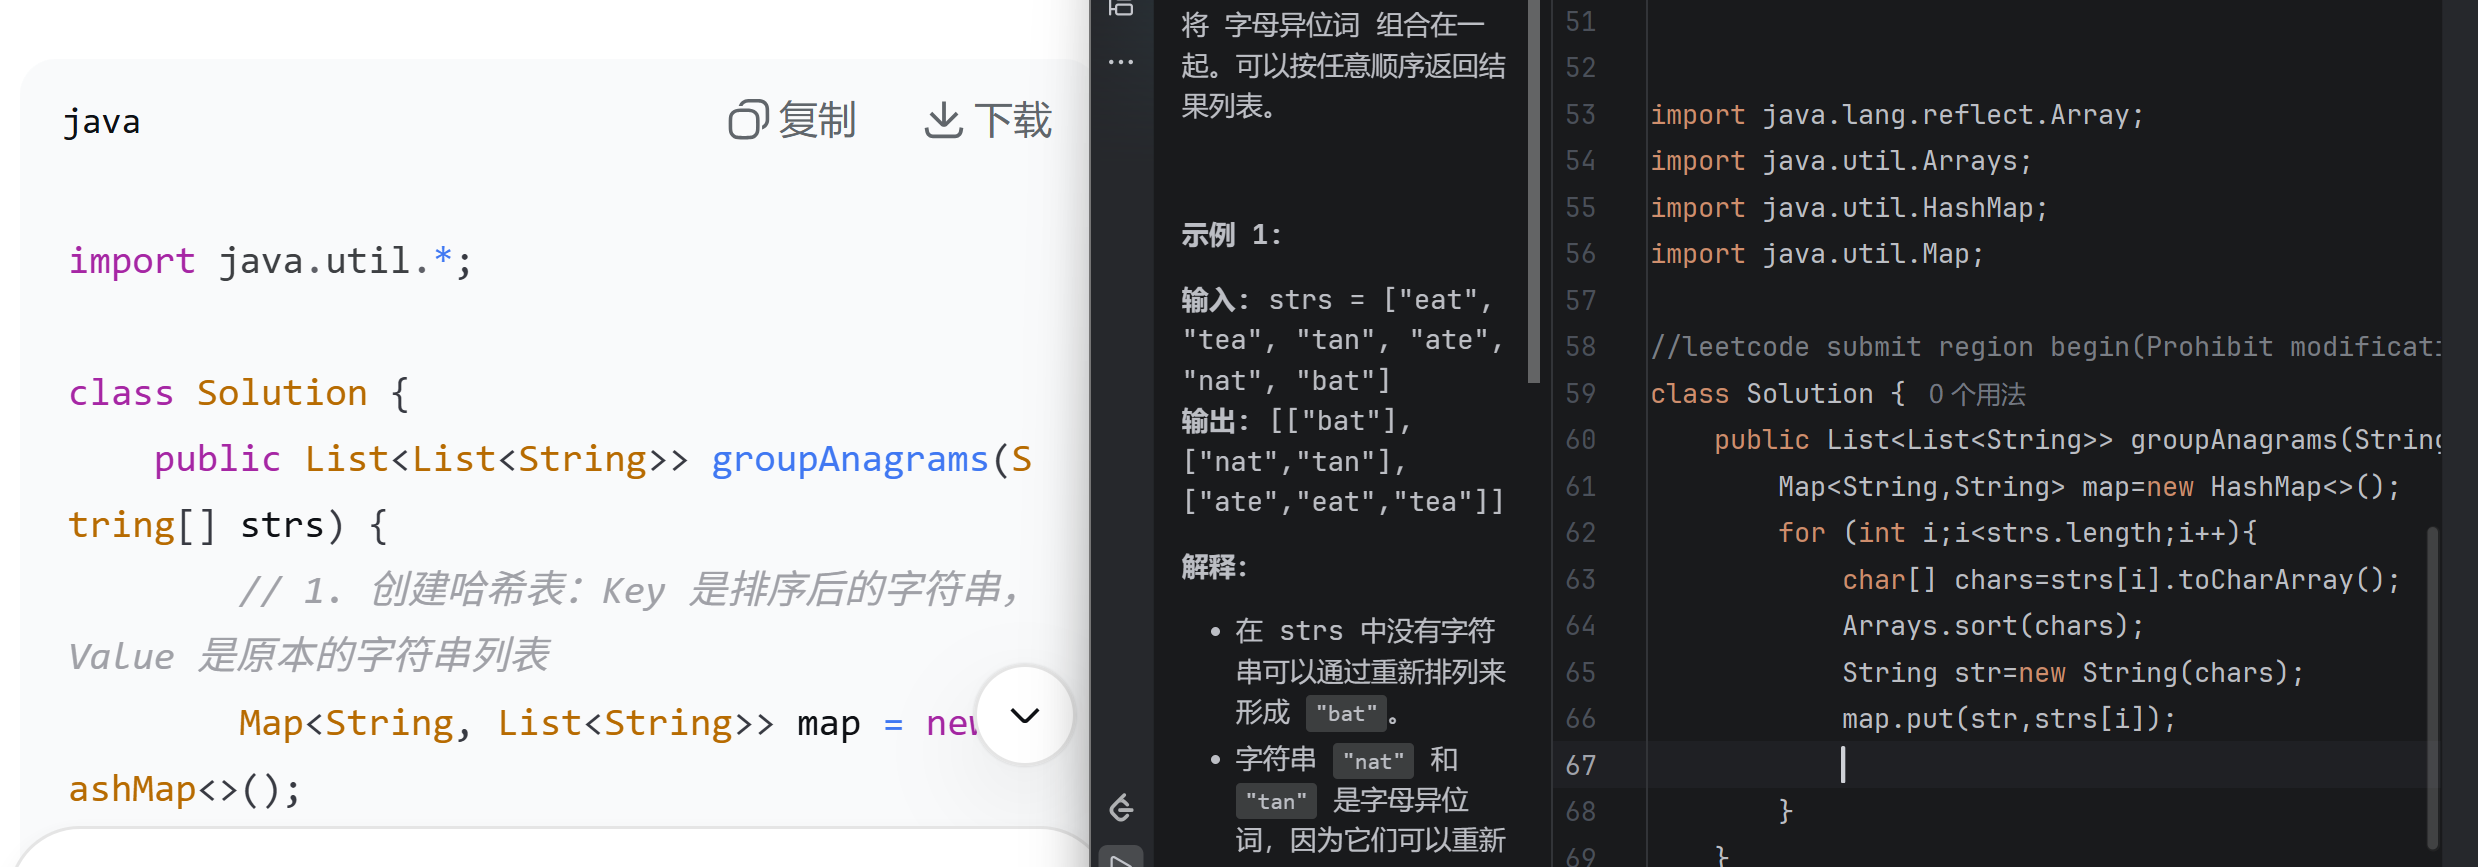 java
复制
下载
import java.util.*;
class Solution {
public List<List<String>> groupAnagrams(S
tring[] strs) {
// 1. 创建哈希表：Key 是排序后的字符串，
Value 是原本的字符串列表
Map<String, List<String>> map = new
ashMap<>();
将 字母异位词 组合在一
起。可以按任意顺序返回结
果列表。
示例 1：
输入：strs = ["eat",
"tea", "tan", "ate",
"nat", "bat"]
输出：[["bat"],
["nat","tan"],
["ate","eat","tea"]]
解释：
• 在 strs 中没有字符
串可以通过重新排列来
形成 "bat"。
• 字符串 "nat" 和
"tan" 是字母异位
词，因为它们可以重新
51
52
53 import java.lang.reflect.Array;
54 import java.util.Arrays;
55 import java.util.HashMap;
56 import java.util.Map;
57
58 //leetcode submit region begin(Prohibit modificati
59 class Solution { 0 个用法
60 public List<List<String>> groupAnagrams(String
61 Map<String,String> map=new HashMap<>();
62 for (int i;i<strs.length;i++){
63 char[] chars=strs[i].toCharArray();
64 Arrays.sort(chars);
65 String str=new String(chars);
66 map.put(str,strs[i]);
67
68 }
69 }